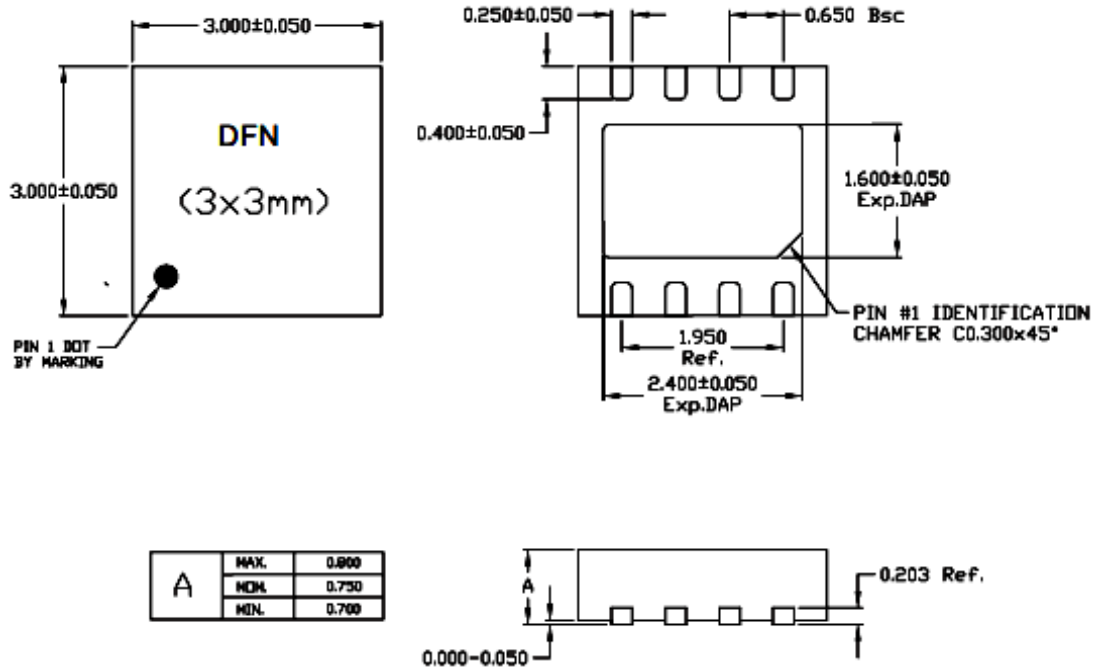 3.000±0.050
3.000±0.050
DFN
(3x3mm)
PIN 1 DOT
BY MARKING
0.250±0.050
0.650 Bsc
0.400±0.050
1.600±0.050
Exp.DAP
PIN #1 IDENTIFICATION
CHAMFER C0.300x45°
1.950
Ref.
2.400±0.050
Exp.DAP
A
MAX. 0.800
NOM. 0.750
MIN. 0.700
A
0.203 Ref.
0.000-0.050